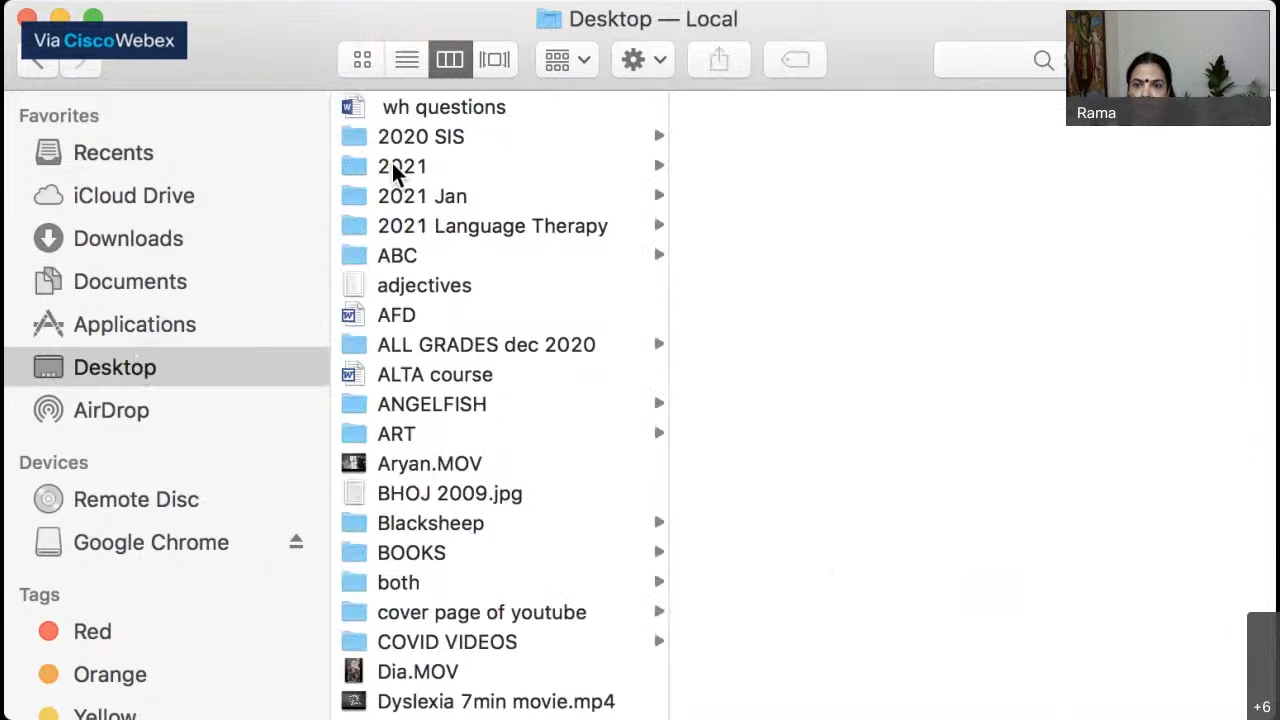 Desktop — Local
Via CiscoWebex
Rama
Favorites
Recents
iCloud Drive
Downloads
Documents
Applications
Desktop
AirDrop
Devices
Remote Disc
Google Chrome
Tags
Red
Orange
Yellow
wh questions
2020 SIS
2021
2021 Jan
2021 Language Therapy
ABC
adjectives
AFD
ALL GRADES dec 2020
ALTA course
ANGELFISH
ART
Aryan.MOV
BHOJ 2009.jpg
Blacksheep
BOOKS
both
cover page of youtube
COVID VIDEOS
Dia.MOV
Dyslexia 7min movie.mp4
+6